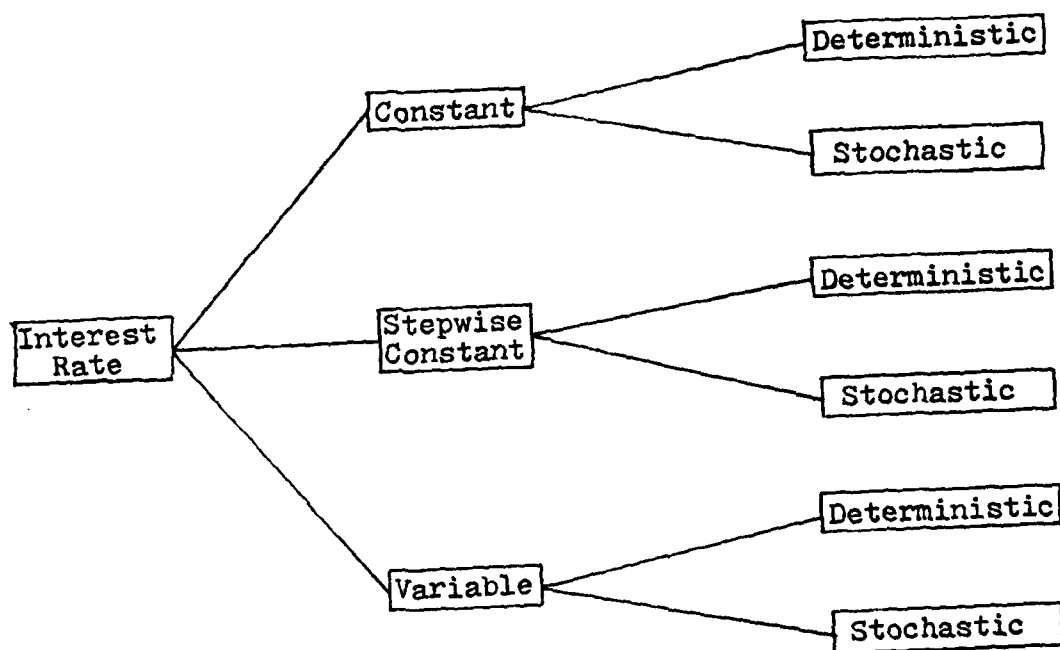 Deterministic
Constant
Stochastic
Deterministic
Interest
Rate
Stepwise
Constant
Stochastic
Deterministic
Variable
Stochastic